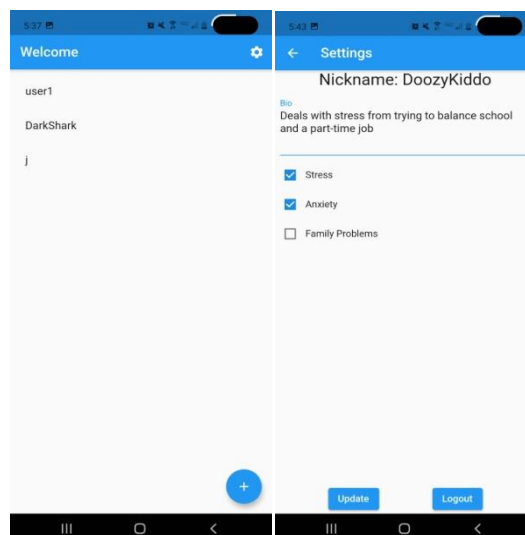 5:37
Welcome
user1
DarkShark
j
+
5:43
Settings
Nickname: DoozyKiddo
Bio
Deals with stress from trying to balance school
and a part-time job
Stress
Anxiety
Family Problems
Update
Logout